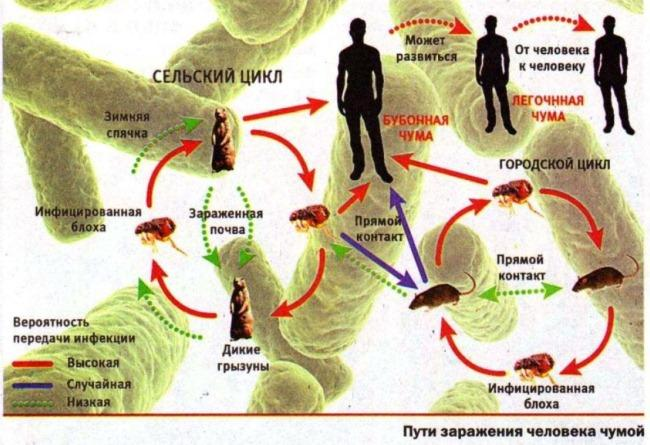 Может
развиться
От человека
к человеку
СЕЛЬСКИЙ ЦИКЛ
ЛЕГОЧННАЯ
ЧУМА
Зимняя
спячка
БУБОННАЯ
ЧУМА
ГОРОДСКОЙ ЦИКЛ
Инфицированная
блоха
Зараженная
почва
Прямой
контакт
Прямой
контакт
Вероятность
передачи инфекции
Высокая
Случайная
Низкая
Дикие
грызуны
Инфицированная
блоха
Пути заражения человека чумой